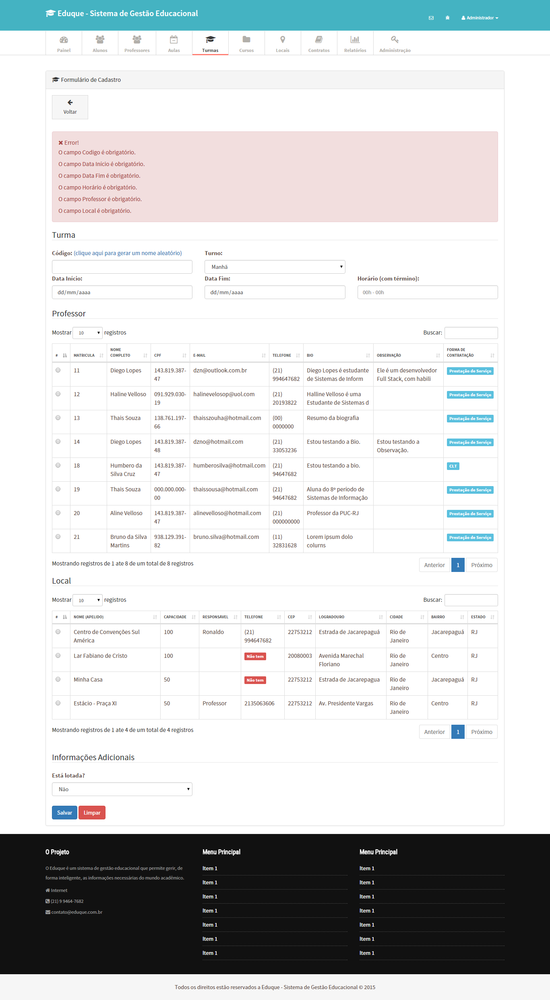 Eduque - Sistema de Gestão Educacional
Administrador
Painel
Alunos
Professores
Aulas
Turmas
Cursos
Locais
Contratos
Relatórios
Administração
Formulário de Cadastro
Voltar
Error!
O campo Codigo é obrigatório.
O campo Data Início é obrigatório.
O campo Data Fim é obrigatório.
O campo Horário é obrigatório.
O campo Professor é obrigatório.
O campo Local é obrigatório.
Turma
Código: (clique aqui para gerar um nome aleatório)
Turno:
Manhã
Data Início:
Data Fim:
Horário (com término):
dd/mm/aaaa
dd/mm/aaaa
00h - 00h
Professor
Mostrar 10 registros
Buscar:
# MATRICULA NOME COMPLETO CPF E-MAIL TELEFONE BIO OBSERVAÇÃO FORMA DE CONTRATAÇÃO
11 Diego Lopes 143.819.387-47 dzn@outlook.com.br (21) 994647682 Diego Lopes é estudante de Sistemas de Inform Ele é um desenvolvedor Full Stack, com habili Prestação de Serviço
12 Haline Velloso 091.929.030-19 halinevelosop@uol.com (21) 20193822 Halline Velloso é uma Estudante de Sistemas d Prestação de Serviço
13 Thais Souza 138.761.197-66 thaisszouha@hotmail.com (00) 0000000 Resumo da biografia Prestação de Serviço
14 Diego Lopes 143.819.387-48 dzno@hotmail.com (21) 33053236 Estou testando a Bio. Estou testando a Observação. Prestação de Serviço
18 Humbero da Silva Cruz 143.819.387-47 humberosilva@hotmail.com (21) 94647682 Estou testando a bio. CLT
19 Thais Souza 000.000.000-00 thaissousa@hotmail.com (21) 94647682 Aluna do 8º período de Sistemas de Informação Prestação de Serviço
20 Aline Velloso 143.819.387-47 alinevelloso@hotmail.com (21) 000000000 Professor da PUC-RJ Prestação de Serviço
21 Bruno da Silva Martins 938.129.391-82 bruno.silva@hotmail.com (11) 32831628 Lorem ipsum dolo colurns Prestação de Serviço
Mostrando registros de 1 ate 8 de um total de 8 registros
Anterior 1 Próximo
Local
Mostrar 10 registros
Buscar:
# NOME (APELIDO) CAPACIDADE RESPONSÁVEL TELEFONE CEP LOGRADOURO CIDADE BAIRRO ESTADO
Centro de Convenções Sul América 100 Ronaldo (21) 994647682 22753212 Estrada de Jacarepaguá Rio de Janeiro Jacarepaguá RJ
Lar Fabiano de Cristo 100 Não tem 20080003 Avenida Marechal Floriano Rio de Janeiro Centro RJ
Minha Casa 50 Não tem 22753212 Estrada de Jacarepagua Rio de Janeiro Jacarepaguá RJ
Estácio - Praça XI 50 Professor 2135063606 22753212 Av. Presidente Vargas Rio de Janeiro Centro RJ
Mostrando registros de 1 ate 4 de um total de 4 registros
Anterior 1 Próximo
Informações Adicionais
Está lotada?
Não
Salvar Limpar
O Projeto
O Eduque é um sistema de gestão educacional que permite gerir, de
forma inteligente, as informações necessárias do mundo acadêmico.
Internet
(21) 9 9464-7682
contato@eduque.com.br
Menu Principal
Item 1
Item 1
Item 1
Item 1
Item 1
Item 1
Item 1
Menu Principal
Item 1
Item 1
Item 1
Item 1
Item 1
Item 1
Item 1
Todos os direitos estão reservados a Eduque - Sistema de Gestão Educacional © 2015